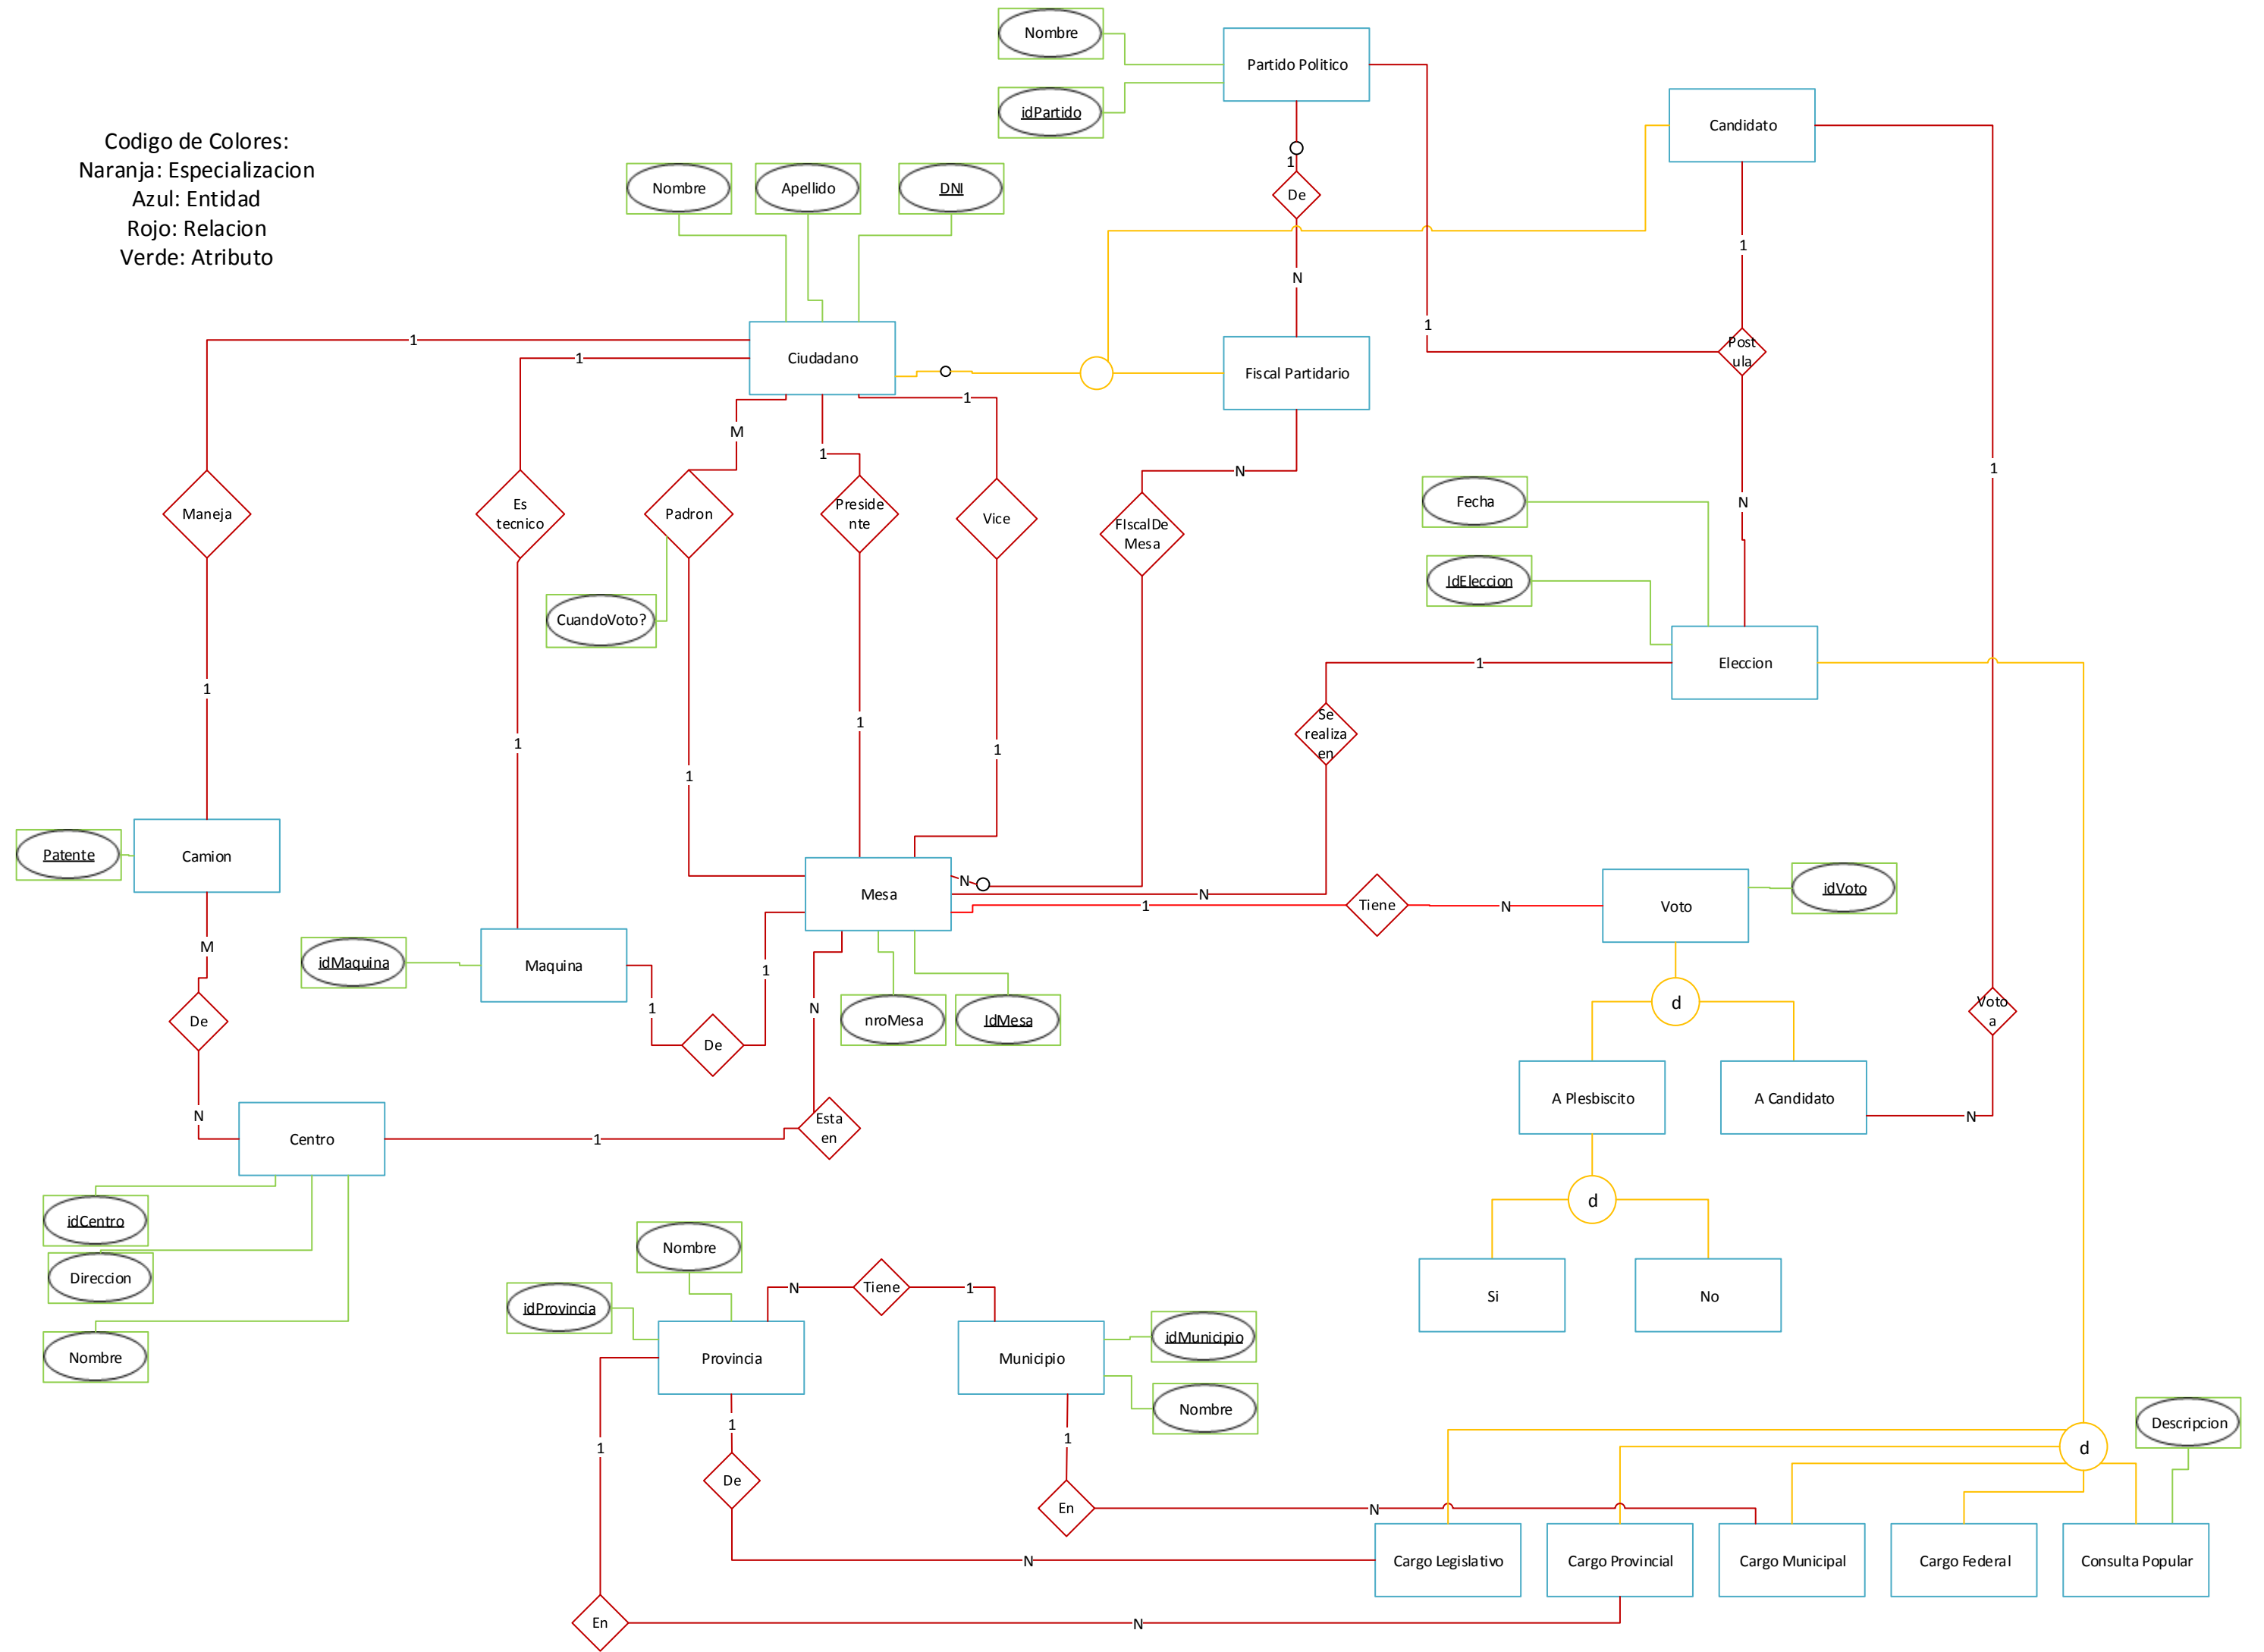 Nombre
Partido Politico
idPartido
Candidato
Codigo de Colores:
Naranja: Especializacion
Azul: Entidad
Rojo: Relacion
Verde: Atributo
1
De
Nombre
Apellido
DNI
1
N
1
1
Ciudadano
1
Post
ula
Fiscal Partidario
1
M
1
1
N
1
Fecha
N
Maneja
Es
tecnico
Padron
Preside
nte
Vice
FIscalDe
Mesa
IdEleccion
CuandoVoto?
Eleccion
1
1
1
1
1
1
Se
realiza
en
1
Patente
Camion
Mesa
N
N
1
Tiene
N
Voto
idVoto
M
idMaquina
Maquina
1
1
N
nroMesa
IdMesa
d
Voto
a
De
De
N
Centro
1
Esta
en
A Plesbiscito
A Candidato
N
idCentro
Direccion
Nombre
d
Nombre
idProvincia
N
Tiene
1
Si
No
Provincia
Municipio
idMunicipio
Nombre
1
1
1
Descripcion
d
De
En
N
N
Cargo Legislativo
Cargo Provincial
Cargo Municipal
Cargo Federal
Consulta Popular
En
N